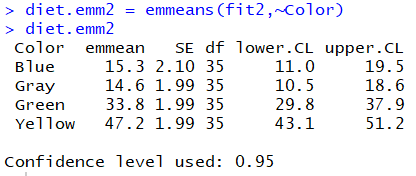 > diet.emm2 = emmeans(fit2,~Color)
> diet.emm2
Color emmean SE df lower.CL upper.CL
Blue 15.3 2.10 35 11.0 19.5
Gray 14.6 1.99 35 10.5 18.6
Green 33.8 1.99 35 29.8 37.9
Yellow 47.2 1.99 35 43.1 51.2
Confidence level used: 0.95